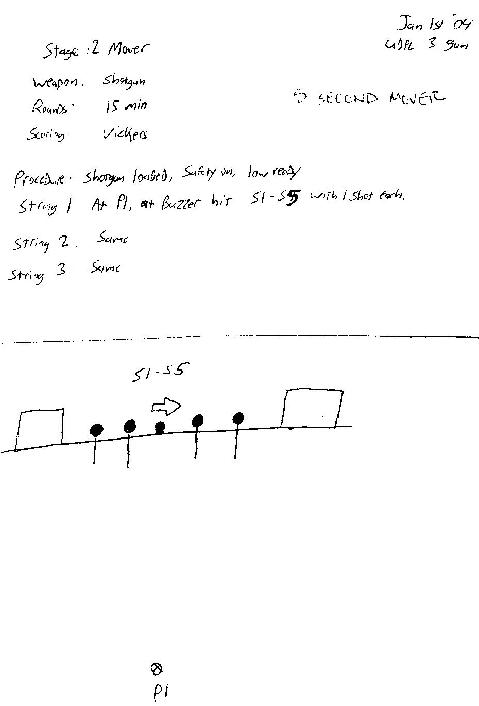 Jan 1st '04
3 Gun
Stage: 2 Mover
Weapon. Shotgun
Rounds: 15 min
5 SECOND MOVER
Scoring Vickers
Procedure: Shotgun loaded, Safety on, low ready
String 1 At P1, at Buzzer hit S1-S5 with 1 shot each.
String 2. Same
String 3 Same
S1-S5
P1